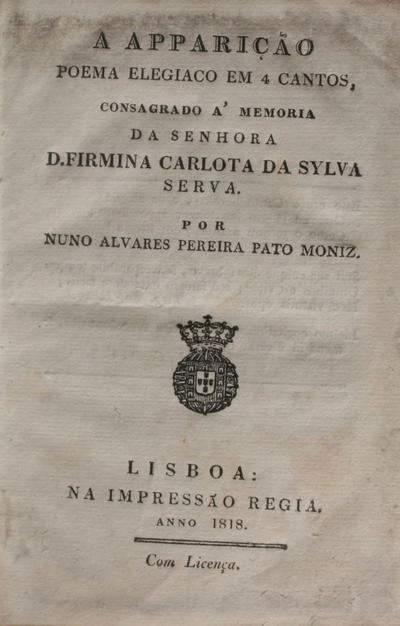 A APPARIÇÃO
POEMA ELEGIACO EM 4 CANTOS,
CONSAGRADO A' MEMORIA
DA SENHORA
D. FIRMINA CARLOTA DA SYLVA
SERVA.
POR
NUNO ALVARES PEREIRA PATO MONIZ.
LISBOA:
NA IMPRESSÃO REGIA.
ANNO 1818.
Com Licença.